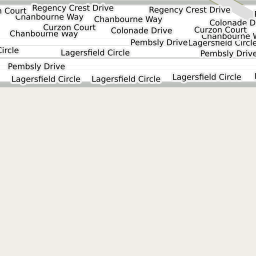 Court
Regency Crest Drive
Regency Crest Drive
Chanbourne Way
Chanbourne Way
Colonade D
Curzon Court
Colonade Drive
Curzon Court
Chanbourne Way
Chanbourne W
Pembsly Drive
Lagersfield Circle
Circle
Lagersfield Circle
Pembsly Drive
Pembsly Drive
Lagersfield Circle
Lagersfield Circle
Lagersfield Circle